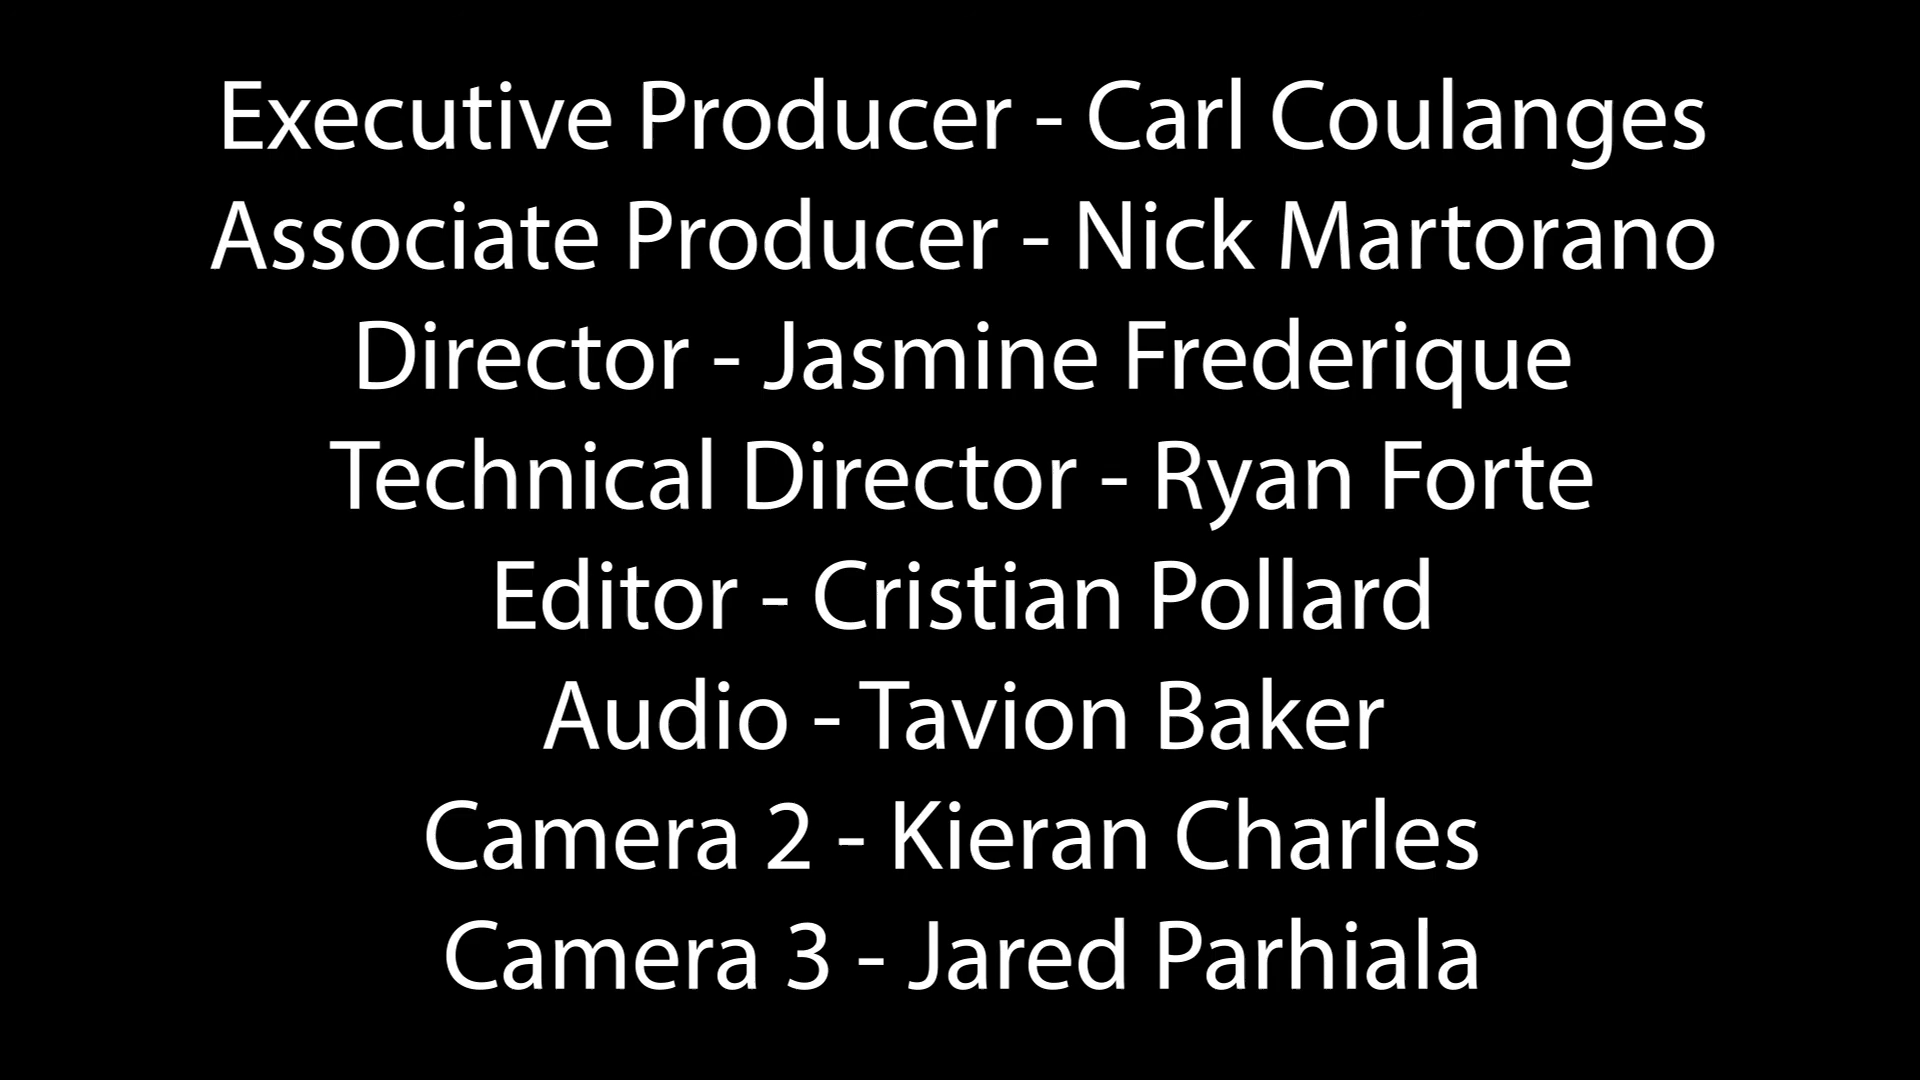 Executive Producer - Carl Coulanges
Associate Producer - Nick Martorano
Director - Jasmine Frederique
Technical Director - Ryan Forte
Editor - Cristian Pollard
Audio - Tavion Baker
Camera 2 - Kieran Charles
Camera 3 - Jared Parhiala